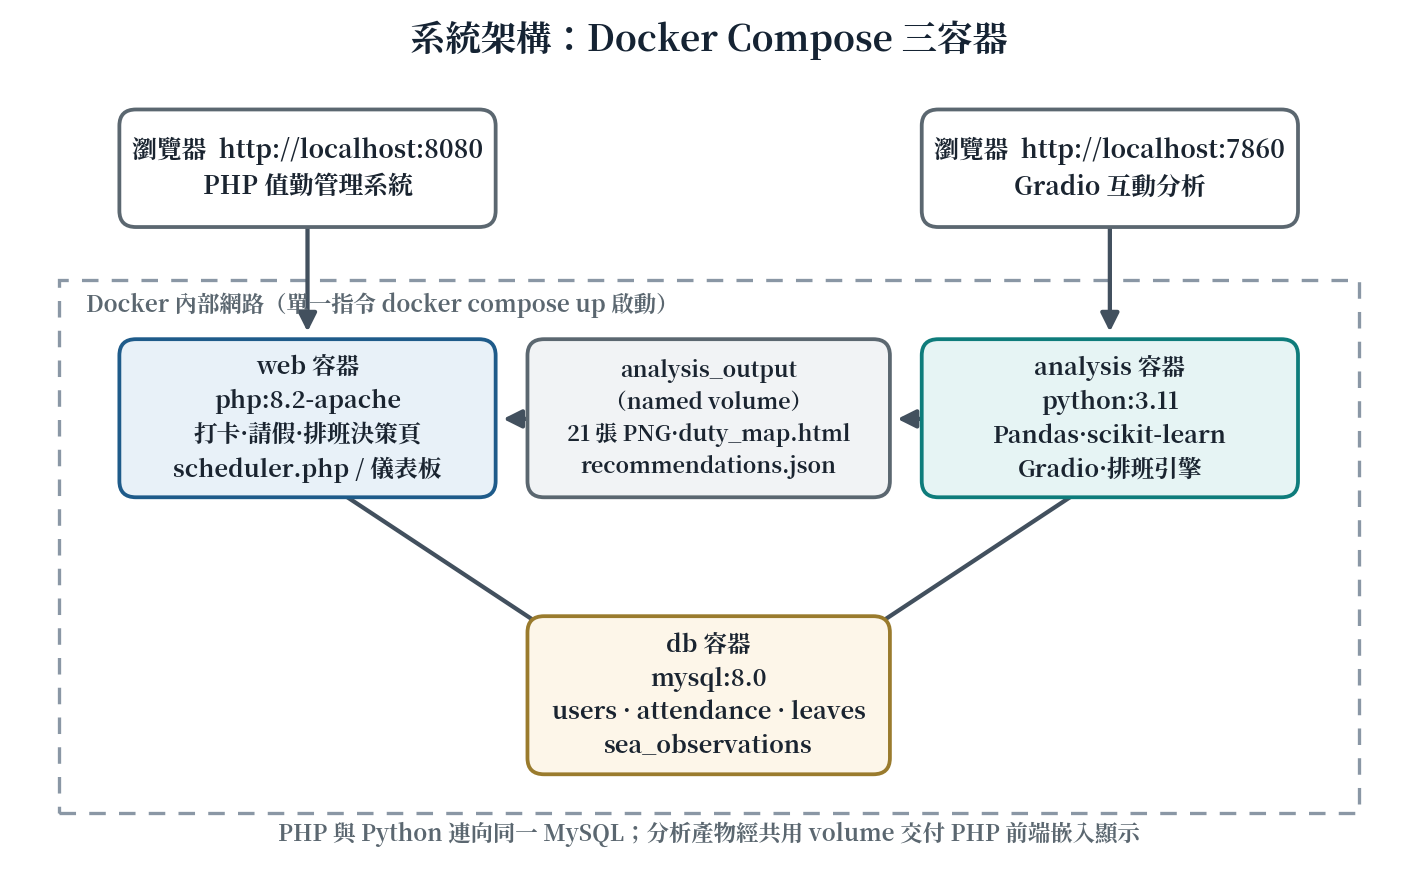 系統架構：Docker Compose 三容器
瀏覽器 http://localhost:8080
PHP 值勤管理系統
瀏覽器 http://localhost:7860
Gradio 互動分析
Docker 內部網路（單一指令 docker compose up 啟動）
web 容器
php:8.2-apache
打卡·請假·排班決策頁
scheduler.php / 儀表板
analysis_output
（named volume）
21 張 PNG·duty_map.html
recommendations.json
analysis 容器
python:3.11
Pandas·scikit-learn
Gradio·排班引擎
db 容器
mysql:8.0
users · attendance · leaves
sea_observations
PHP 與 Python 連向同一 MySQL；分析產物經共用 volume 交付 PHP 前端嵌入顯示